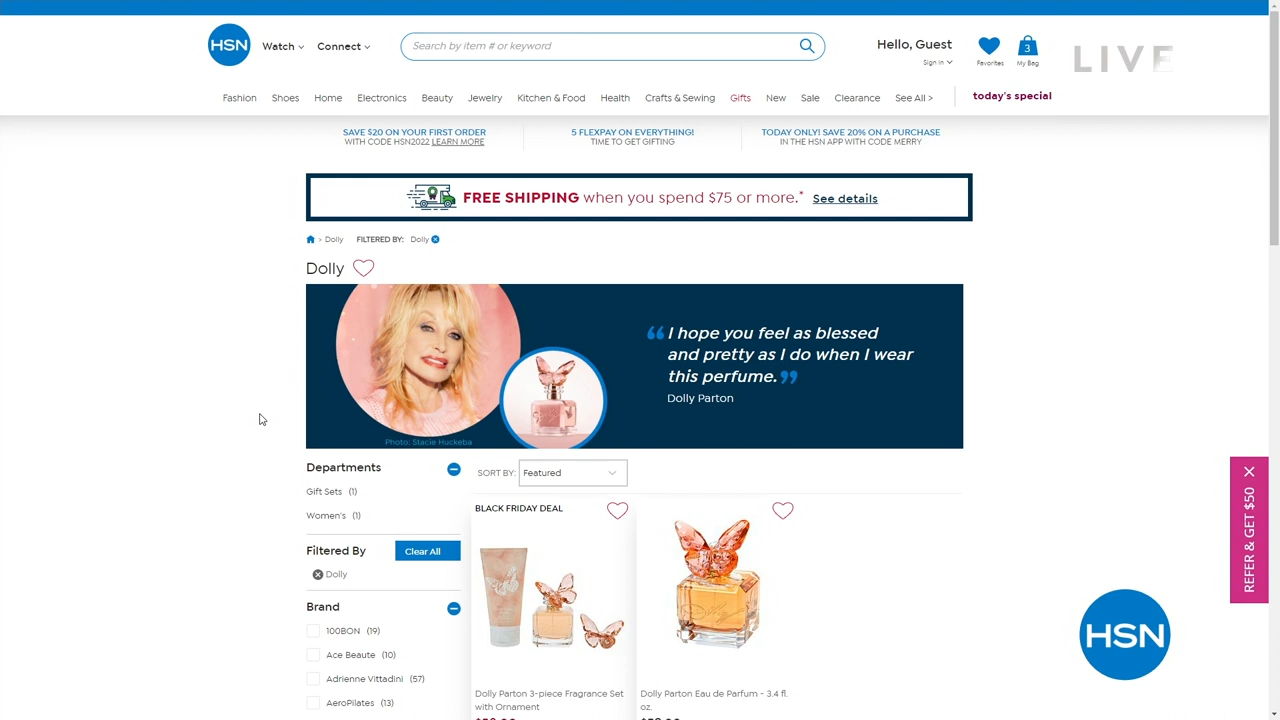 HSN
Watch
Connect
Search by item # or keyword
Hello, Guest
Sign In
Favorites
3
My Bag
LIVE
Fashion Shoes Home Electronics Beauty Jewelry Kitchen & Food Health Crafts & Sewing Gifts New Sale Clearance See All >
today's special
SAVE $20 ON YOUR FIRST ORDER
WITH CODE HSN2022 LEARN MORE
5 FLEXPAY ON EVERYTHING!
TIME TO GET GIFTING
TODAY ONLY! SAVE 20% ON A PURCHASE
IN THE HSN APP WITH CODE MERRY
FREE SHIPPING when you spend $75 or more.* See details
> Dolly FILTERED BY: Dolly
Dolly
“ I hope you feel as blessed
and pretty as I do when I wear
this perfume. ”
Dolly Parton
Photo: Stacie Huckeba
Departments
Gift Sets (1)
Women's (1)
Filtered By
Clear All
Dolly
Brand
100BON (19)
Ace Beaute (10)
Adrienne Vittadini (57)
AeroPilates (13)
SORT BY: Featured
BLACK FRIDAY DEAL
Dolly Parton 3-piece Fragrance Set
with Ornament
Dolly Parton Eau de Parfum - 3.4 fl.
oz.
REFER & GET $50
HSN